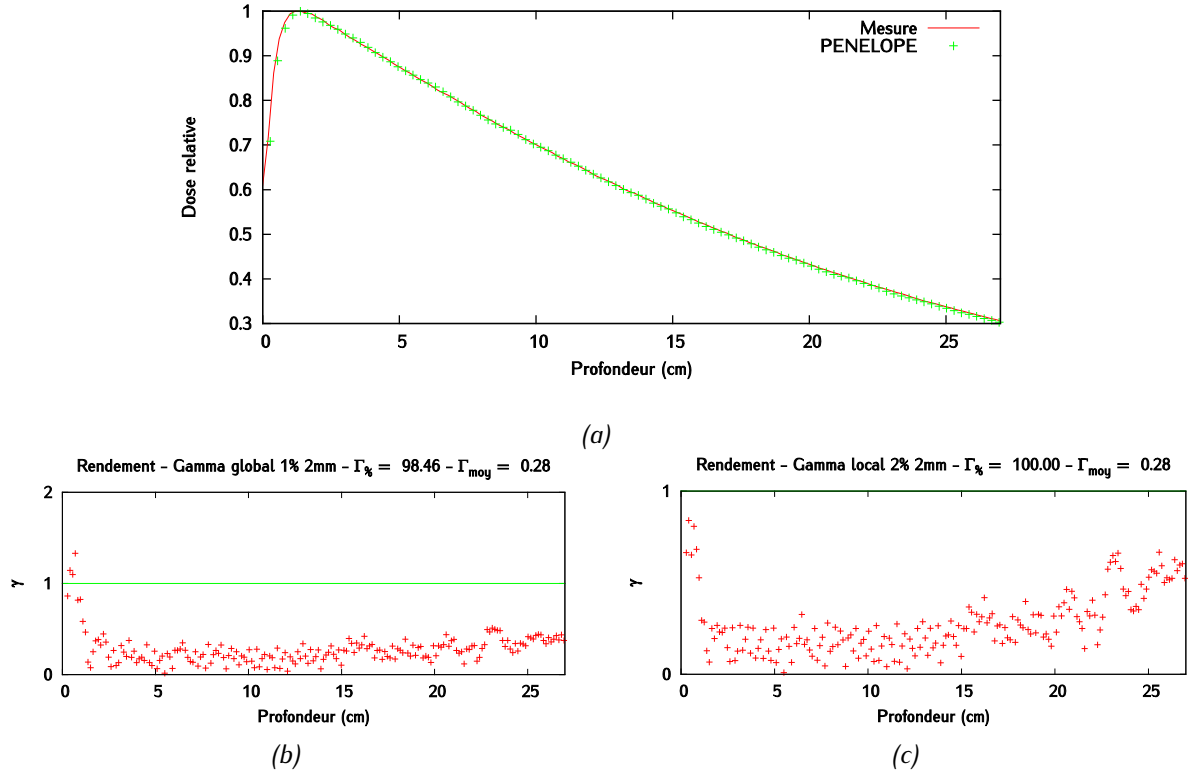 Mesure
PENELOPE
1
0.9
0.8
0.7
0.6
0.5
0.4
0.3
Dose relative
0 5 10 15 20 25
Profondeur (cm)
(a)
Rendement - Gamma global 1% 2mm - Γ% = 98.46 - Γmoy = 0.28
2
1
0
γ
0 5 10 15 20 25
Profondeur (cm)
(b)
Rendement - Gamma local 2% 2mm - Γ% = 100.00 - Γmoy = 0.28
1
0
γ
0 5 10 15 20 25
Profondeur (cm)
(c)